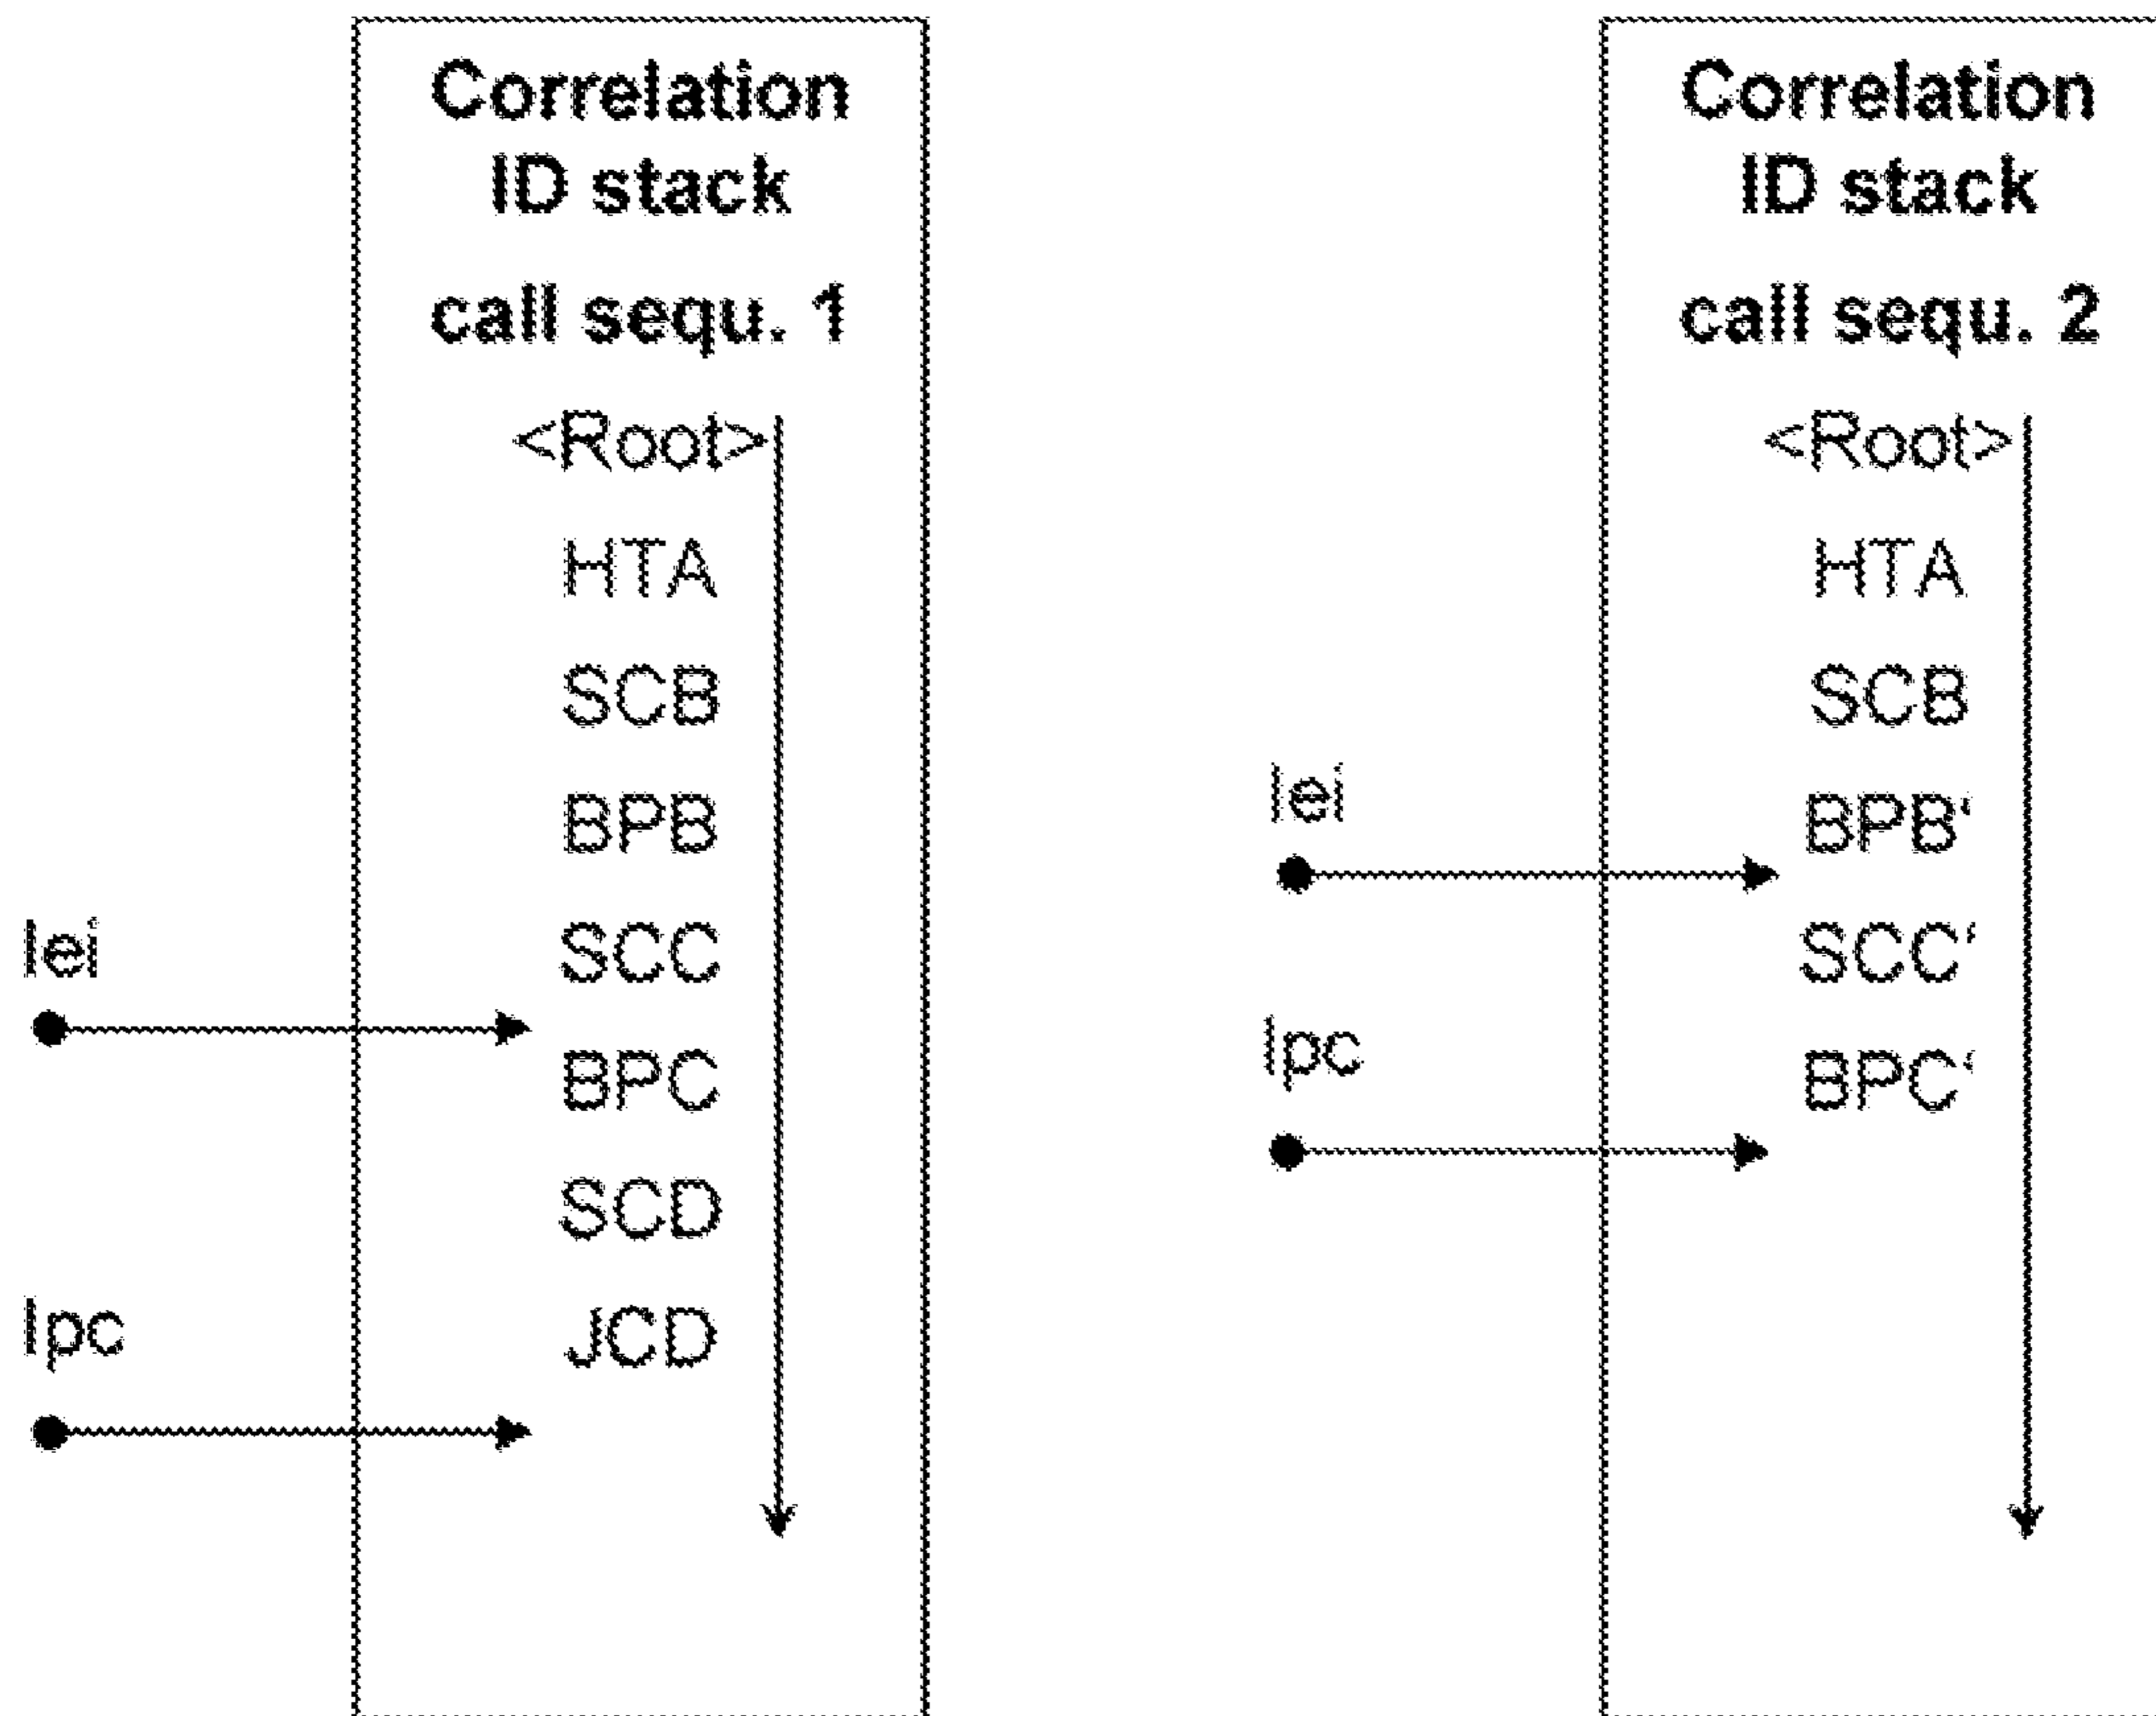 Correlation
ID stack
call sequ. 1
<Root>
HTA
SCB
BPB
SCC
BPC
SCD
JCD
lei
lpc
Correlation
ID stack
call sequ. 2
<Root>
HTA
SCB
BPB‘
SCC‘
BPC‘
lei
lpc